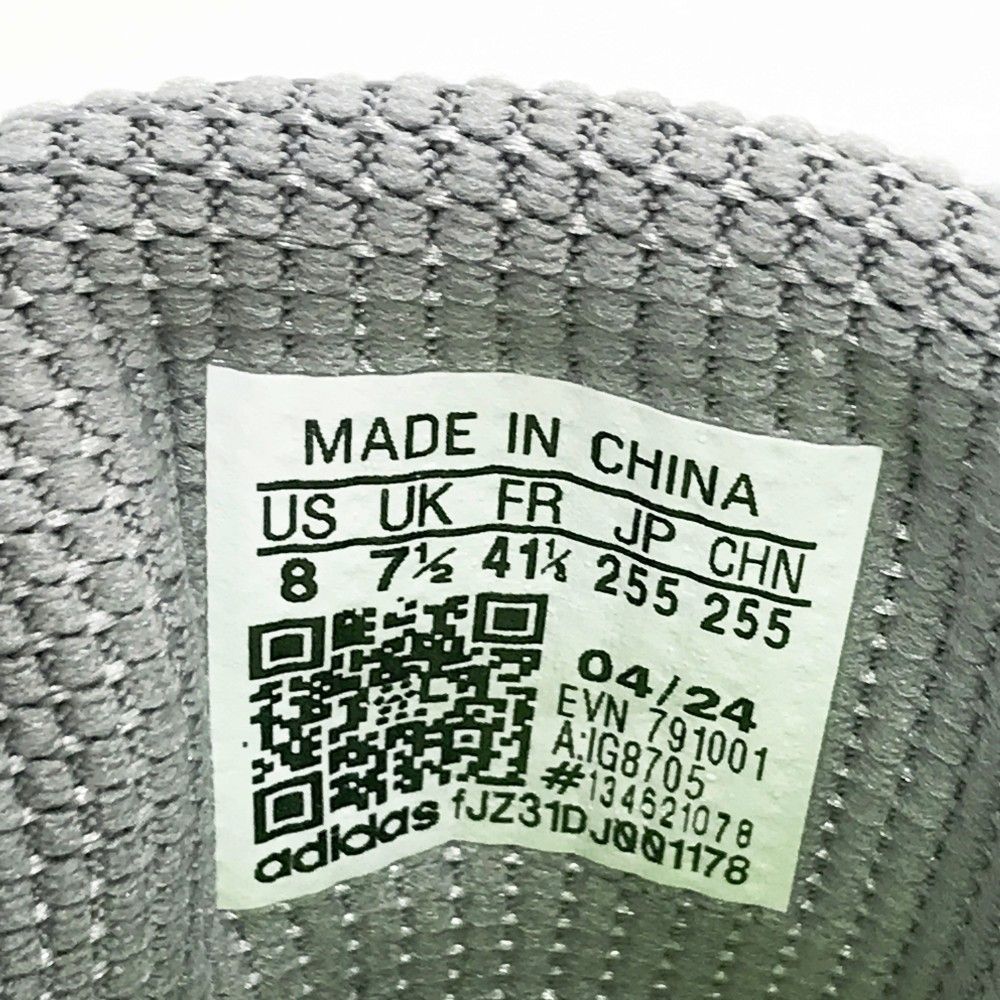 MADE IN CHINA
US UK FR JP CHN
8 7½ 41⅓ 255 255
04/24
EVN 791001
A:IG8705
#134621078
adidas fJZ31DJ001178